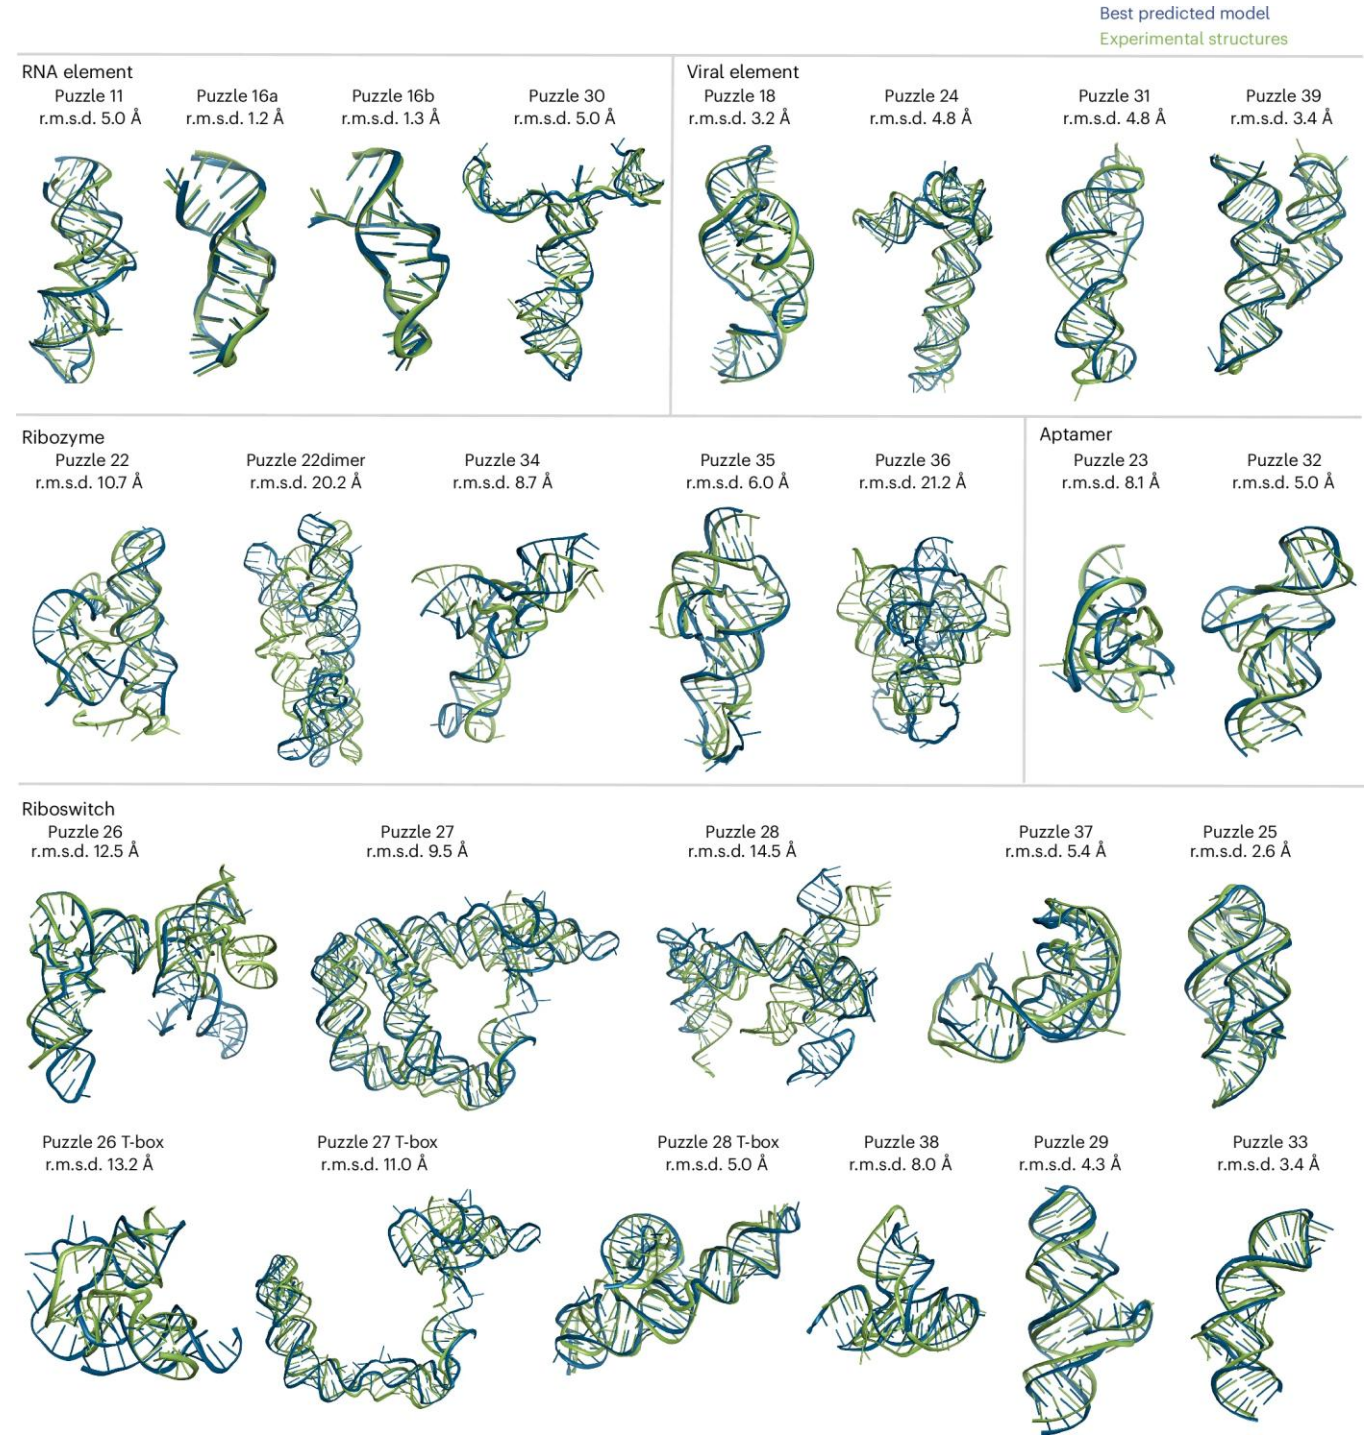 Best predicted model
Experimental structures
RNA element
Puzzle 11
r.m.s.d. 5.0 Å
Puzzle 16a
r.m.s.d. 1.2 Å
Puzzle 16b
r.m.s.d. 1.3 Å
Puzzle 30
r.m.s.d. 5.0 Å
Viral element
Puzzle 18
r.m.s.d. 3.2 Å
Puzzle 24
r.m.s.d. 4.8 Å
Puzzle 31
r.m.s.d. 4.8 Å
Puzzle 39
r.m.s.d. 3.4 Å
Ribozyme
Puzzle 22
r.m.s.d. 10.7 Å
Puzzle 22dimer
r.m.s.d. 20.2 Å
Puzzle 34
r.m.s.d. 8.7 Å
Puzzle 35
r.m.s.d. 6.0 Å
Puzzle 36
r.m.s.d. 21.2 Å
Aptamer
Puzzle 23
r.m.s.d. 8.1 Å
Puzzle 32
r.m.s.d. 5.0 Å
Riboswitch
Puzzle 26
r.m.s.d. 12.5 Å
Puzzle 27
r.m.s.d. 9.5 Å
Puzzle 28
r.m.s.d. 14.5 Å
Puzzle 37
r.m.s.d. 5.4 Å
Puzzle 25
r.m.s.d. 2.6 Å
Puzzle 26 T-box
r.m.s.d. 13.2 Å
Puzzle 27 T-box
r.m.s.d. 11.0 Å
Puzzle 28 T-box
r.m.s.d. 5.0 Å
Puzzle 38
r.m.s.d. 8.0 Å
Puzzle 29
r.m.s.d. 4.3 Å
Puzzle 33
r.m.s.d. 3.4 Å